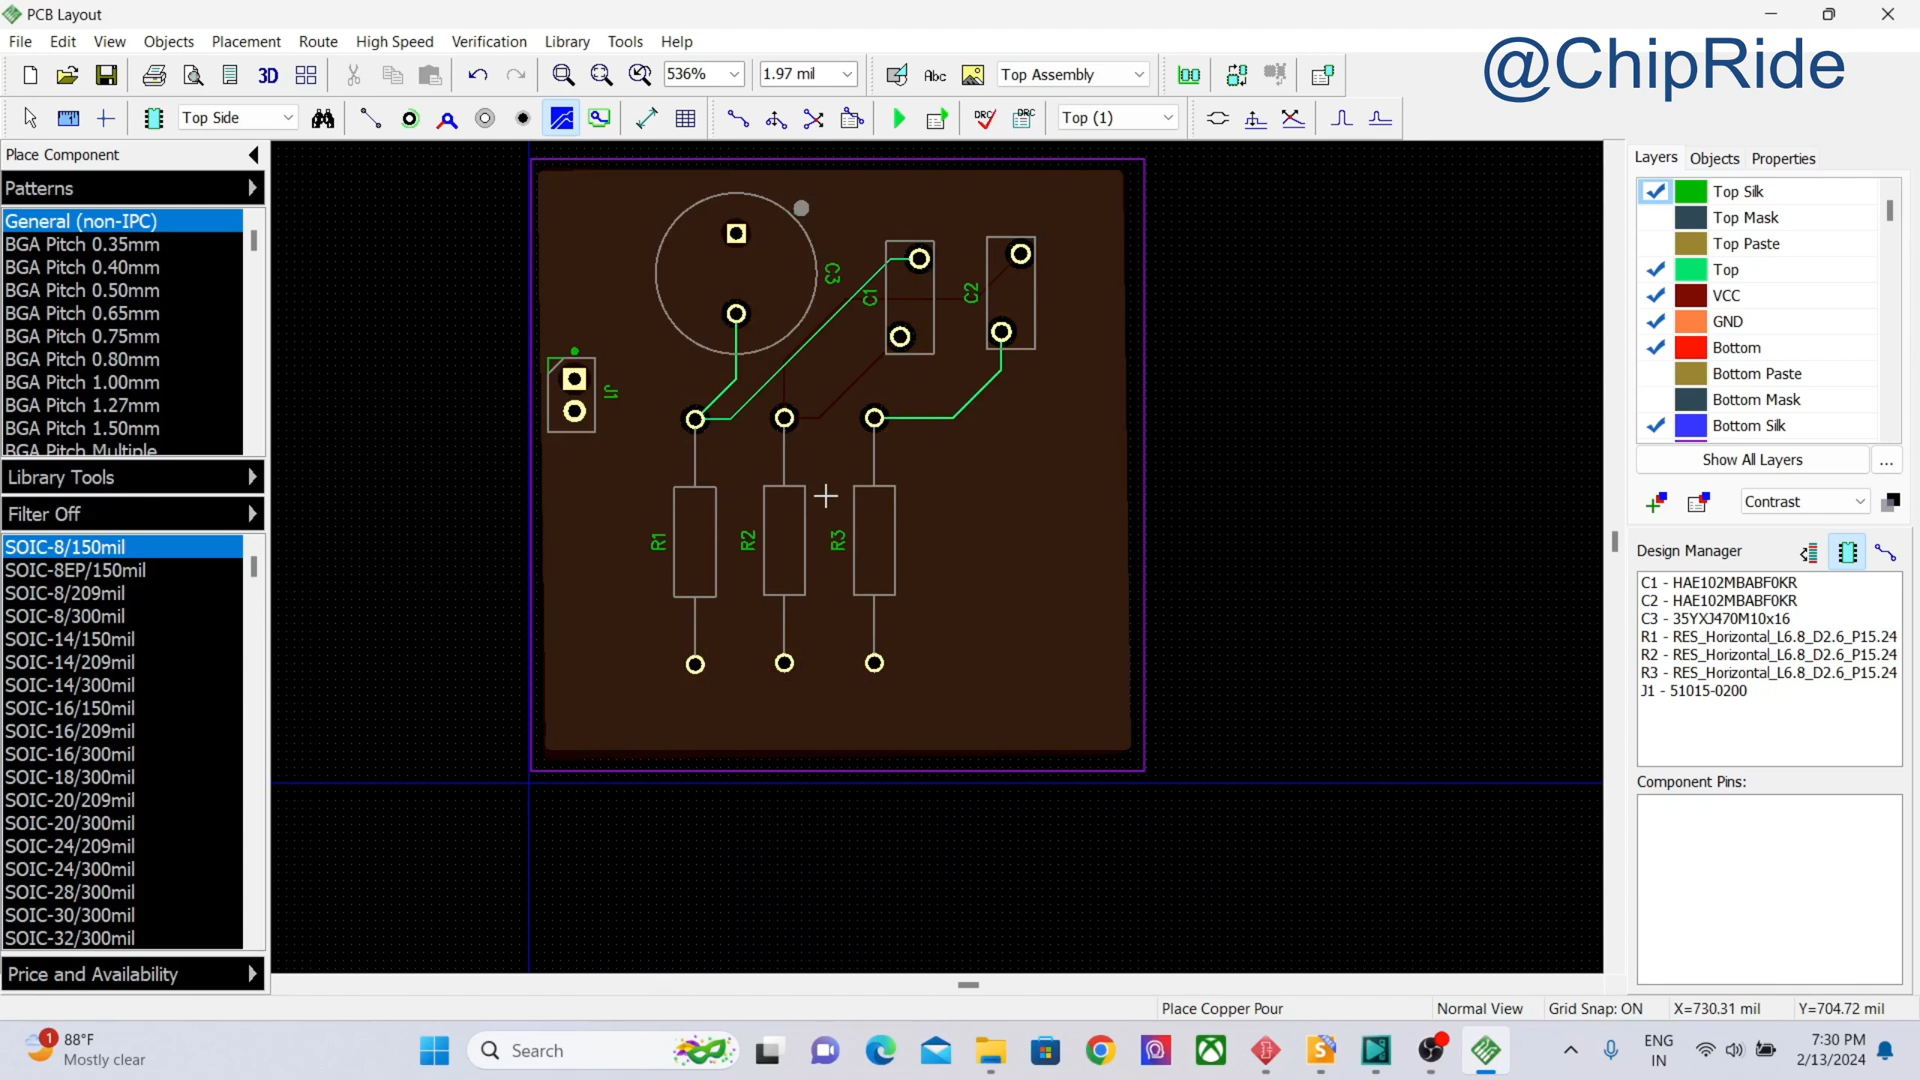 PCB Layout
File Edit View Objects Placement Route High Speed Verification Library Tools Help
@ChipRide
3D 536% 1.97 mil Abc Top Assembly
Top Side DRC DRC Top (1)
Place Component
Patterns
General (non-IPC)
BGA Pitch 0.35mm
BGA Pitch 0.40mm
BGA Pitch 0.50mm
BGA Pitch 0.65mm
BGA Pitch 0.75mm
BGA Pitch 0.80mm
BGA Pitch 1.00mm
BGA Pitch 1.27mm
BGA Pitch 1.50mm
BGA Pitch Multiple
Library Tools
Filter Off
SOIC-8/150mil
SOIC-8EP/150mil
SOIC-8/209mil
SOIC-8/300mil
SOIC-14/150mil
SOIC-14/209mil
SOIC-14/300mil
SOIC-16/150mil
SOIC-16/209mil
SOIC-16/300mil
SOIC-18/300mil
SOIC-20/209mil
SOIC-20/300mil
SOIC-24/209mil
SOIC-24/300mil
SOIC-28/300mil
SOIC-30/300mil
SOIC-32/300mil
Price and Availability
C3
C1
C2
J1
R1
R2
R3
Layers Objects Properties
Top Silk
Top Mask
Top Paste
Top
VCC
GND
Bottom
Bottom Paste
Bottom Mask
Bottom Silk
Show All Layers ...
Contrast
Design Manager
C1 - HAE102MBABF0KR
C2 - HAE102MBABF0KR
C3 - 35YXJ470M10x16
R1 - RES_Horizontal_L6.8_D2.6_P15.24
R2 - RES_Horizontal_L6.8_D2.6_P15.24
R3 - RES_Horizontal_L6.8_D2.6_P15.24
J1 - 51015-0200
Component Pins:
Place Copper Pour Normal View Grid Snap: ON X=730.31 mil Y=704.72 mil
1 88°F
Mostly clear
Search
ENG
IN
7:30 PM
2/13/2024